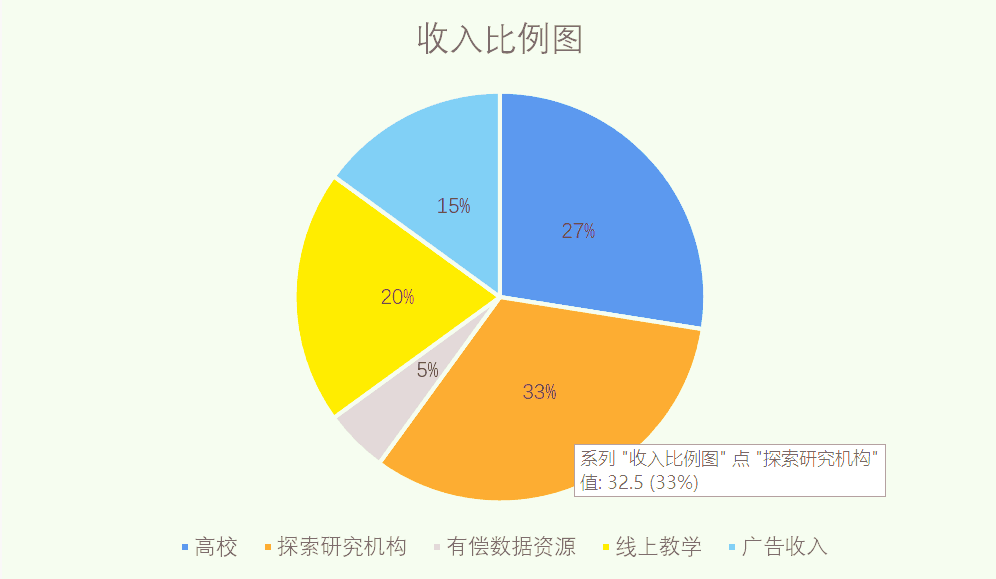 收入比例图
15%
27%
20%
5%
33%
系列 "收入比例图" 点 "探索研究机构"
值: 32.5 (33%)
高校 探索研究机构 有偿数据资源 线上教学 广告收入